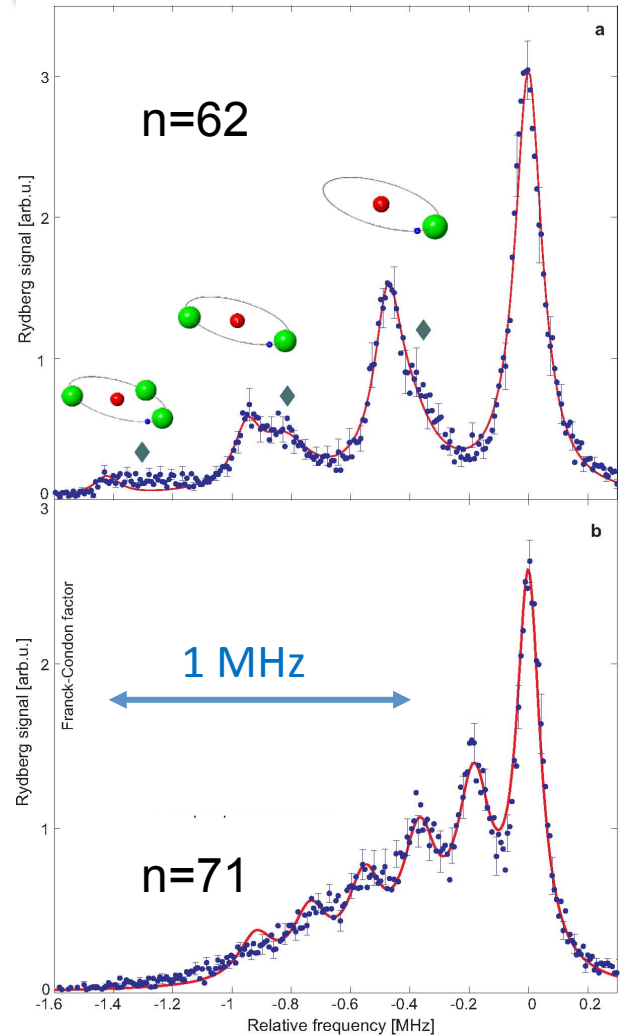 a
n=62
3
2
1
0
Rydberg signal [arb.u.]
b
3
2
1
0
Rydberg signal [arb.u.]
Franck-Condon factor
1 MHz
n=71
-1.6 -1.4 -1.2 -1 -0.8 -0.6 -0.4 -0.2 0 0.2
Relative frequency [MHz]